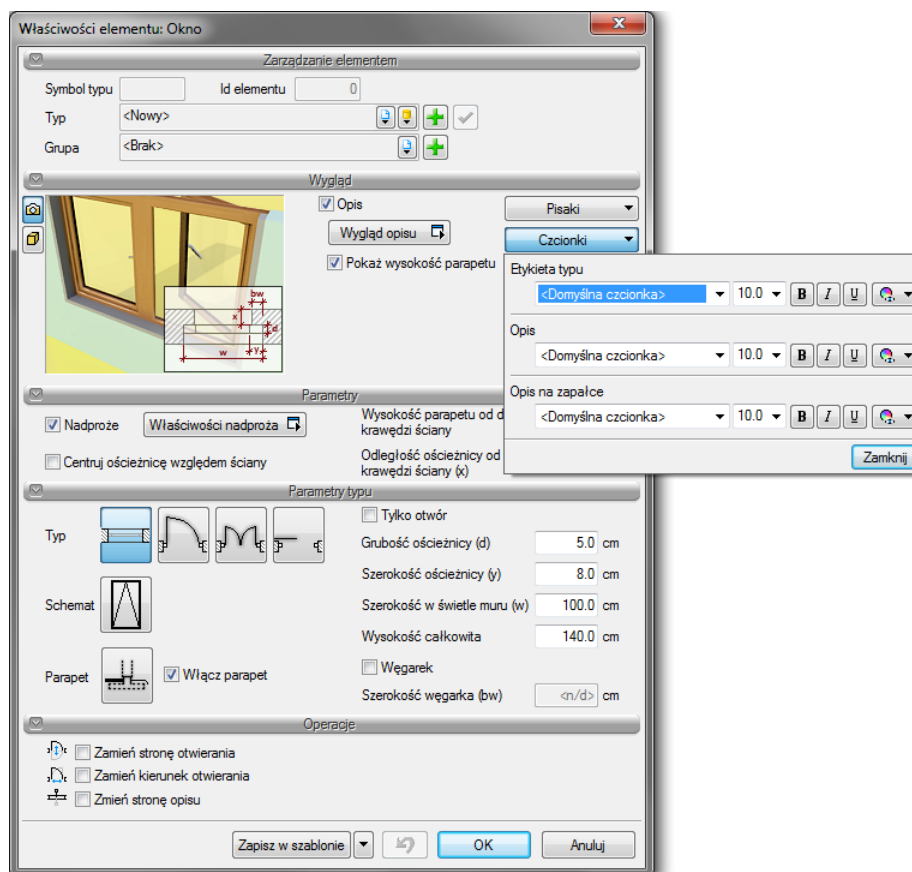 Właściwości elementu: Okno
Zarządzanie elementem
Symbol typu
Id elementu 0
Typ <Nowy>
Grupa <Brak>
Wygląd
Opis
Pisaki
Wygląd opisu
Czcionki
Pokaż wysokość parapetu
Etykieta typu
<Domyślna czcionka> 10.0 B I U
Opis
<Domyślna czcionka> 10.0 B I U
Opis na zapałce
<Domyślna czcionka> 10.0 B I U
Zamknij
bw
x
d
w
y
Parametry
Nadproże Właściwości nadproża
Wysokość parapetu od d
krawędzi ściany
Centruj ościeżnicę względem ściany
Odległość ościeżnicy od
krawędzi ściany (x)
Parametry typu
Typ
Tylko otwór
Grubość ościeżnicy (d) 5.0 cm
Szerokość ościeżnicy (y) 8.0 cm
Schemat
Szerokość w świetle muru (w) 100.0 cm
Wysokość całkowita 140.0 cm
Parapet
Włącz parapet
Węgarek
Szerokość węgarka (bw) <n/d> cm
Operacje
Zamień stronę otwierania
Zamień kierunek otwierania
Zmień stronę opisu
Zapisz w szablonie OK Anuluj